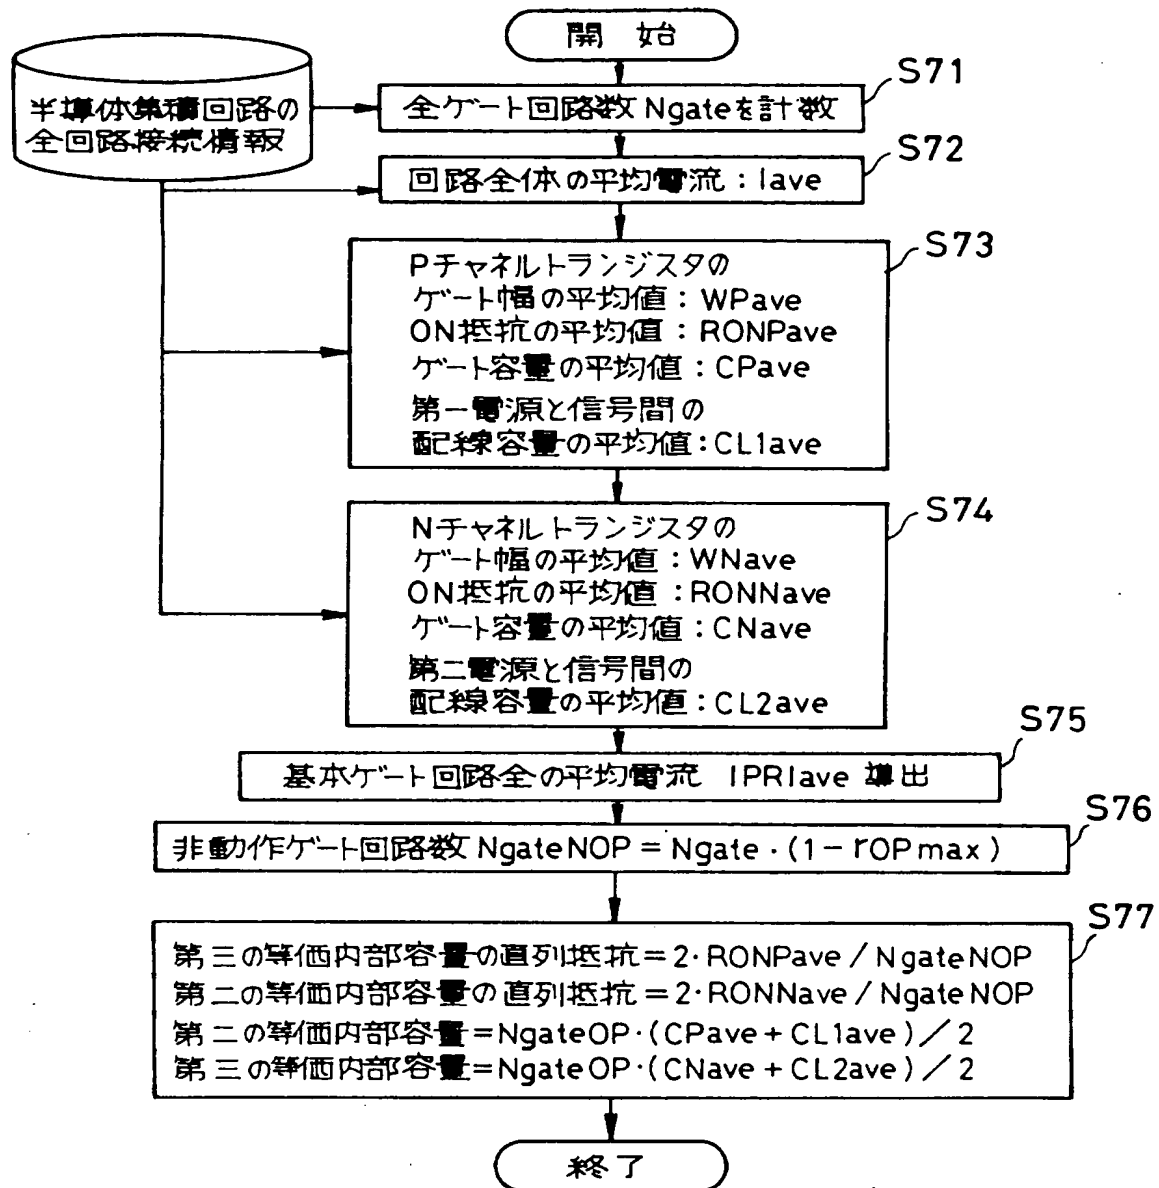 開 始
半導体集積回路の
全回路接続情報
全ゲート回路数 Ngateを計数
S71
回路全体の平均電流：Iave
S72
Pチャネルトランジスタの
ゲート幅の平均値：WPave
ON抵抗の平均値：RONPave
ゲート容量の平均値：CPave
第一電源と信号間の
配線容量の平均値：CL1ave
S73
Nチャネルトランジスタの
ゲート幅の平均値：WNave
ON抵抗の平均値：RONNave
ゲート容量の平均値：CNave
第二電源と信号間の
配線容量の平均値：CL2ave
S74
基本ゲート回路全の平均電流 IPRIave 導出
S75
非動作ゲート回路数 NgateNOP＝Ngate・(1－rOPmax)
S76
第三の等価内部容量の直列抵抗＝2・RONPave／NgateNOP
第二の等価内部容量の直列抵抗＝2・RONNave／NgateNOP
第二の等価内部容量＝NgateOP・(CPave＋CL1ave)／2
第三の等価内部容量＝NgateOP・(CNave＋CL2ave)／2
S77
終了